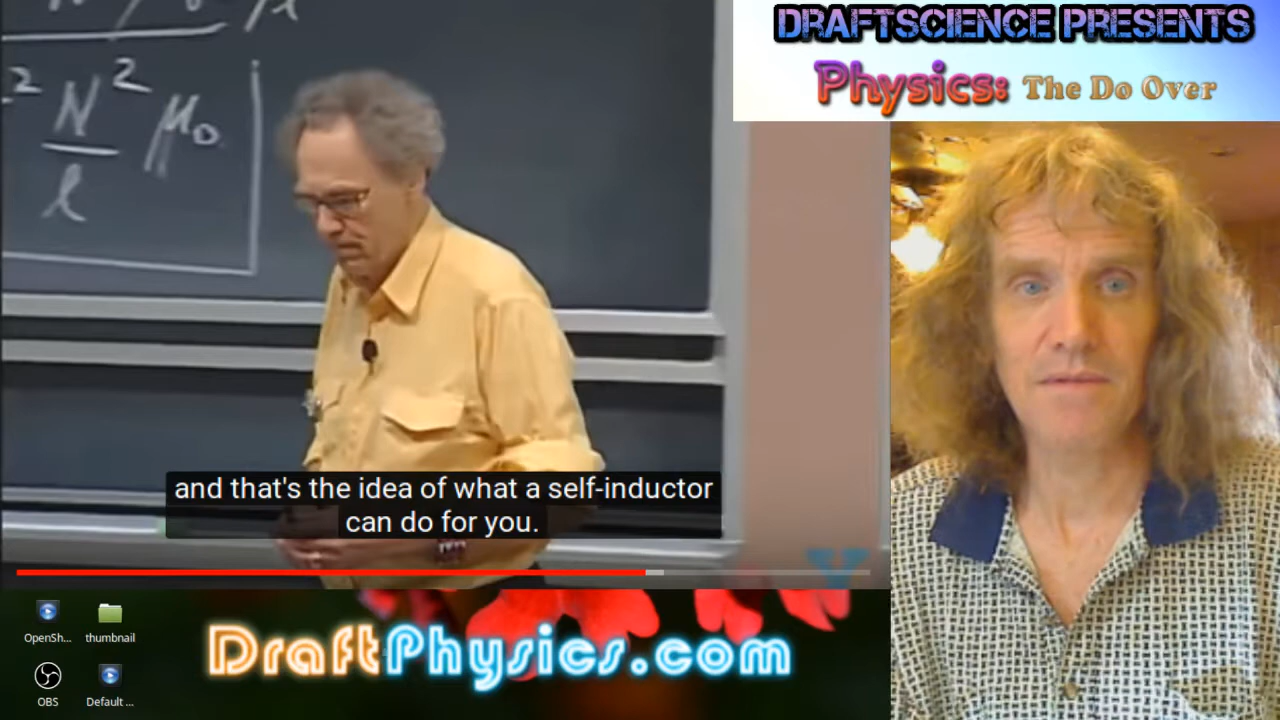 ² N² μ₀
l
DRAFTSCIENCE PRESENTS
Physics: The Do Over
and that's the idea of what a self-inductor
can do for you.
OpenSh...
thumbnail
DraftPhysics.com
OBS
Default ...